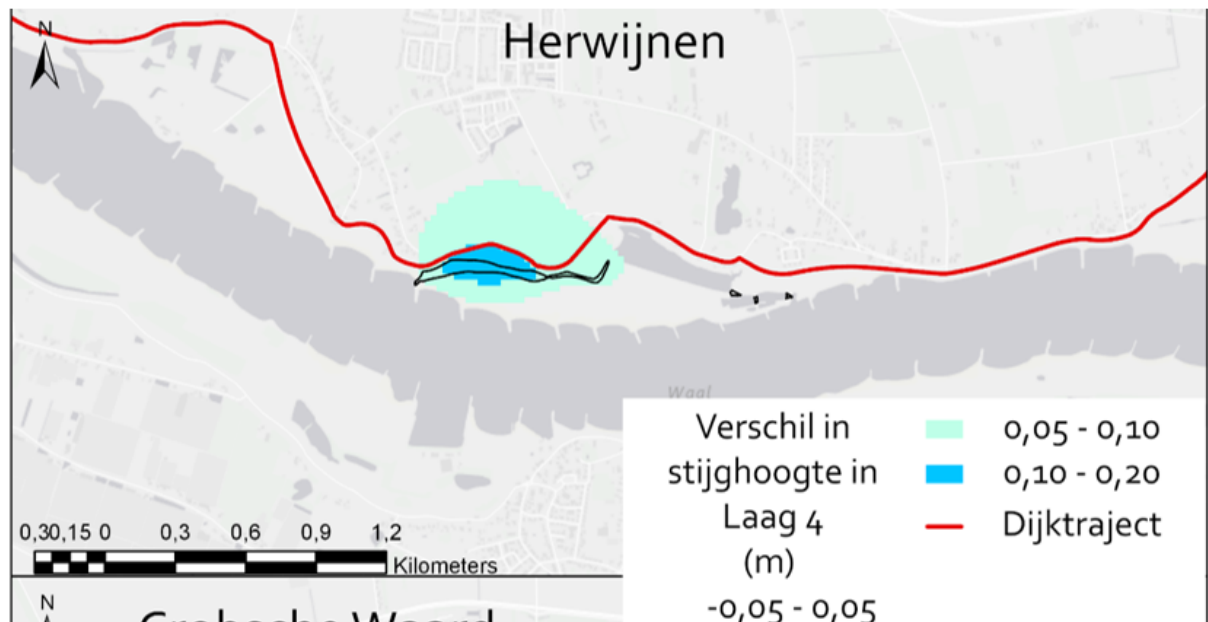 N
Herwijnen
Waal
Verschil in
stijghoogte in
Laag 4
(m)
-0,05 - 0,05
0,05 - 0,10
0,10 - 0,20
Dijktraject
0,30,15 0 0,3 0,6 0,9 1,2
Kilometers
N